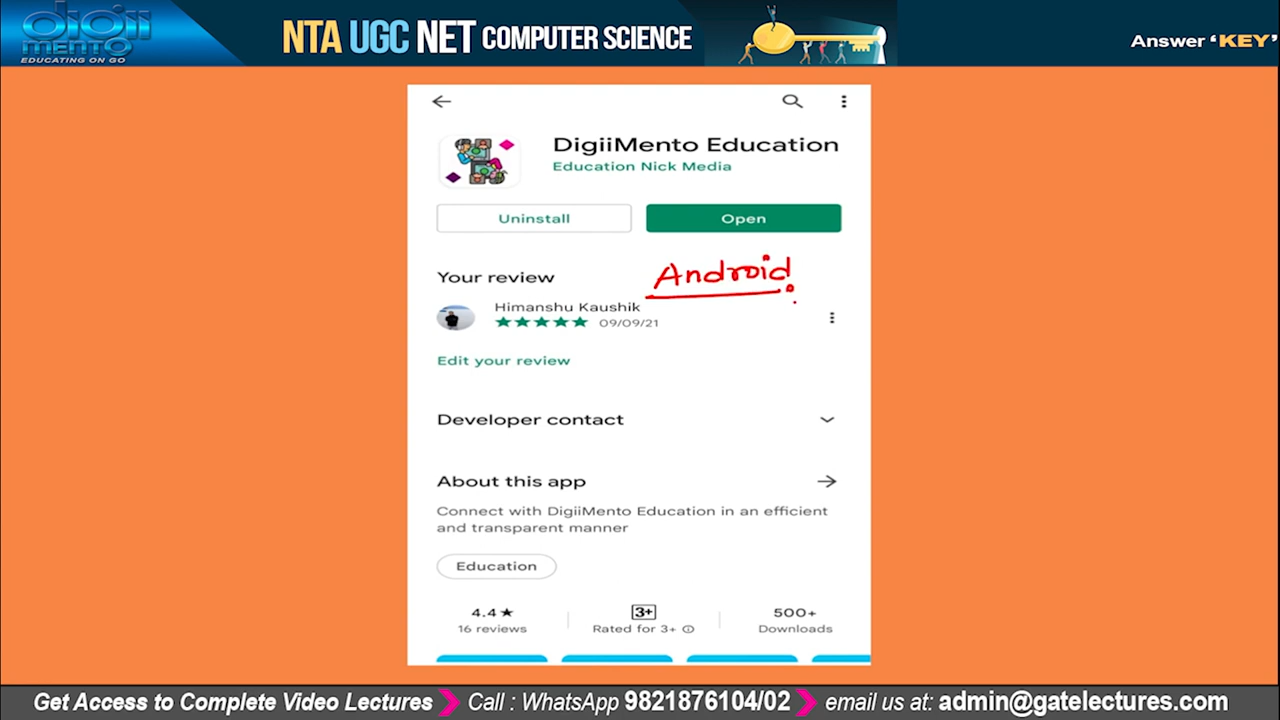 digii
MENTO
EDUCATING ON GO
NTA UGC NET COMPUTER SCIENCE
Answer ‘KEY’
DigiiMento Education
Education Nick Media
Uninstall
Open
Your review
Android
Himanshu Kaushik
★★★★★ 09/09/21
Edit your review
Developer contact
About this app
Connect with DigiiMento Education in an efficient
and transparent manner
Education
4.4★
16 reviews
3+
Rated for 3+
500+
Downloads
Get Access to Complete Video Lectures Call : WhatsApp 9821876104/02 email us at: admin@gatelectures.com